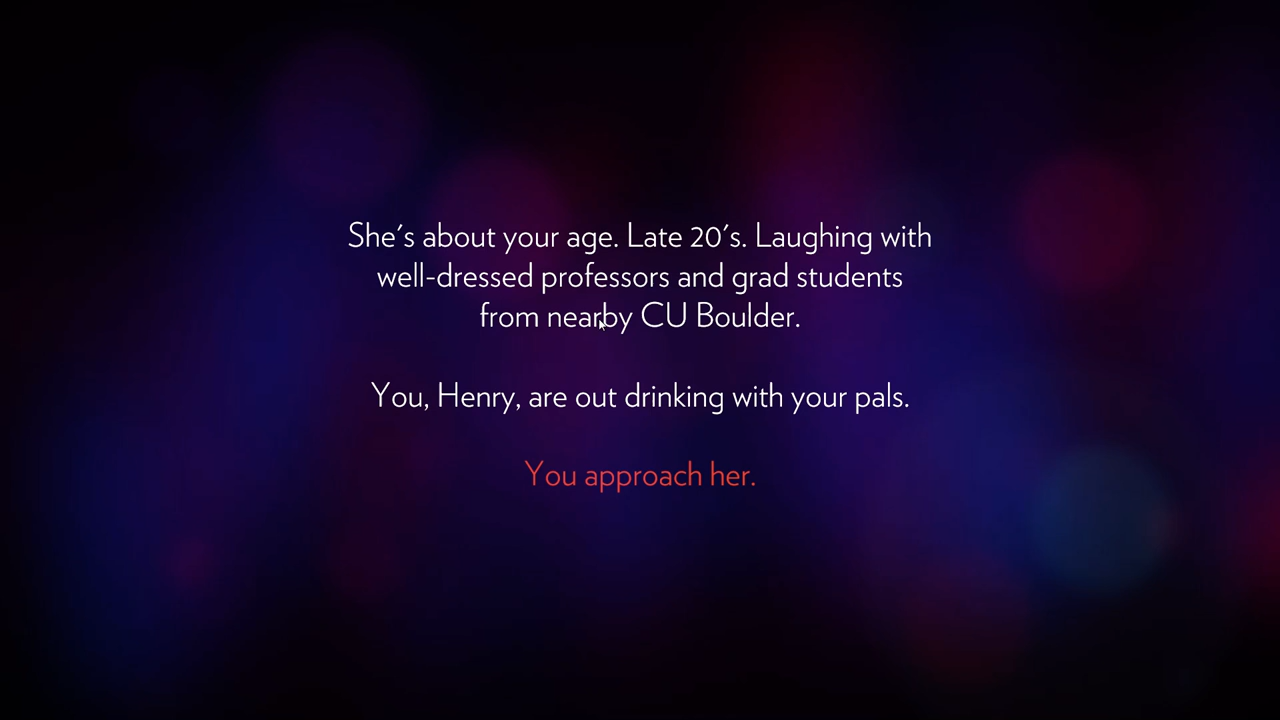 She's about your age. Late 20's. Laughing with
well-dressed professors and grad students
from nearby CU Boulder.
You, Henry, are out drinking with your pals.
You approach her.